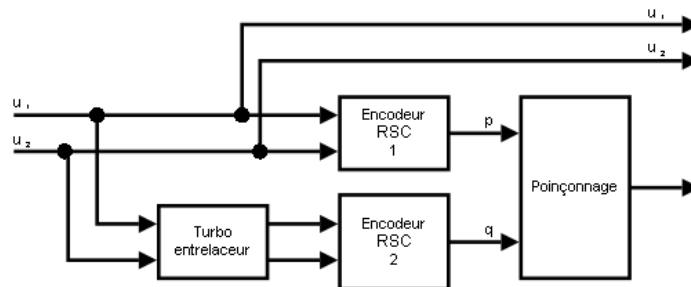 u₁
u₂
u₁
u₂
Encodeur
RSC
1
p
Poinçonnage
Turbo
entrelaceur
Encodeur
RSC
2
q